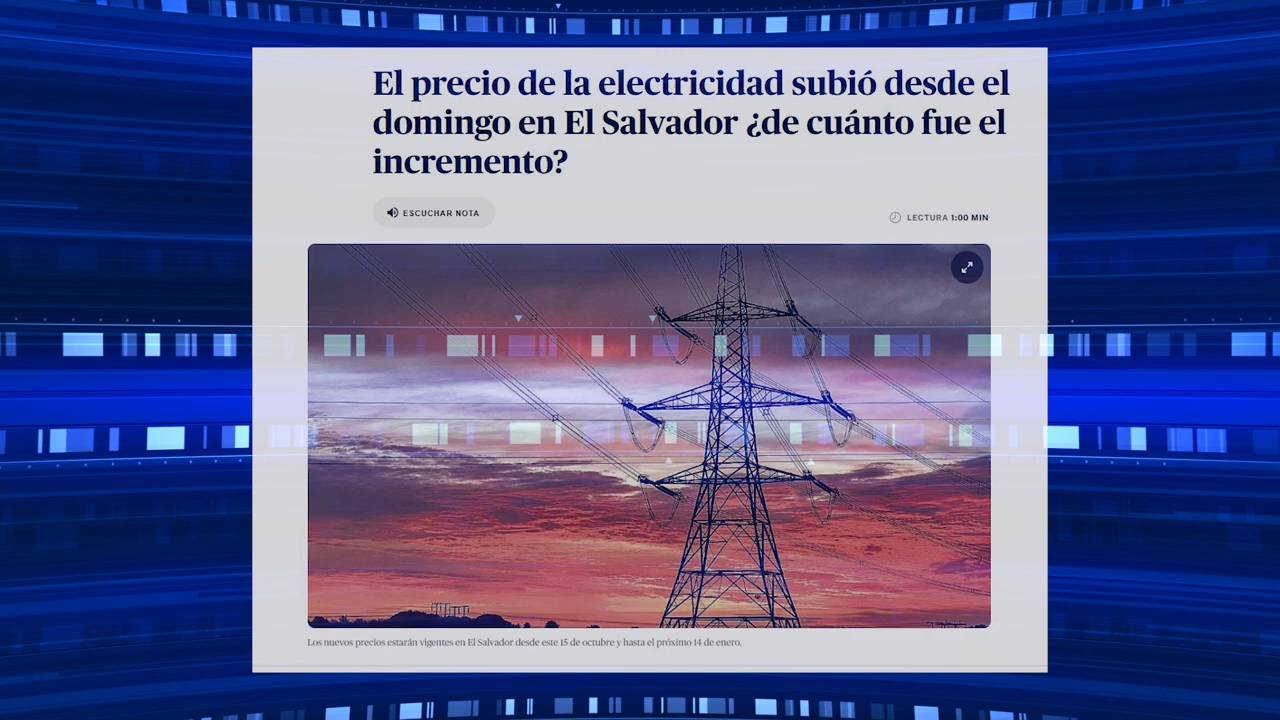 El precio de la electricidad subió desde el
domingo en El Salvador ¿de cuánto fue el
incremento?
ESCUCHAR NOTA
LECTURA 1:00 MIN
Los nuevos precios estarán vigentes en El Salvador desde este 15 de octubre y hasta el próximo 14 de enero.